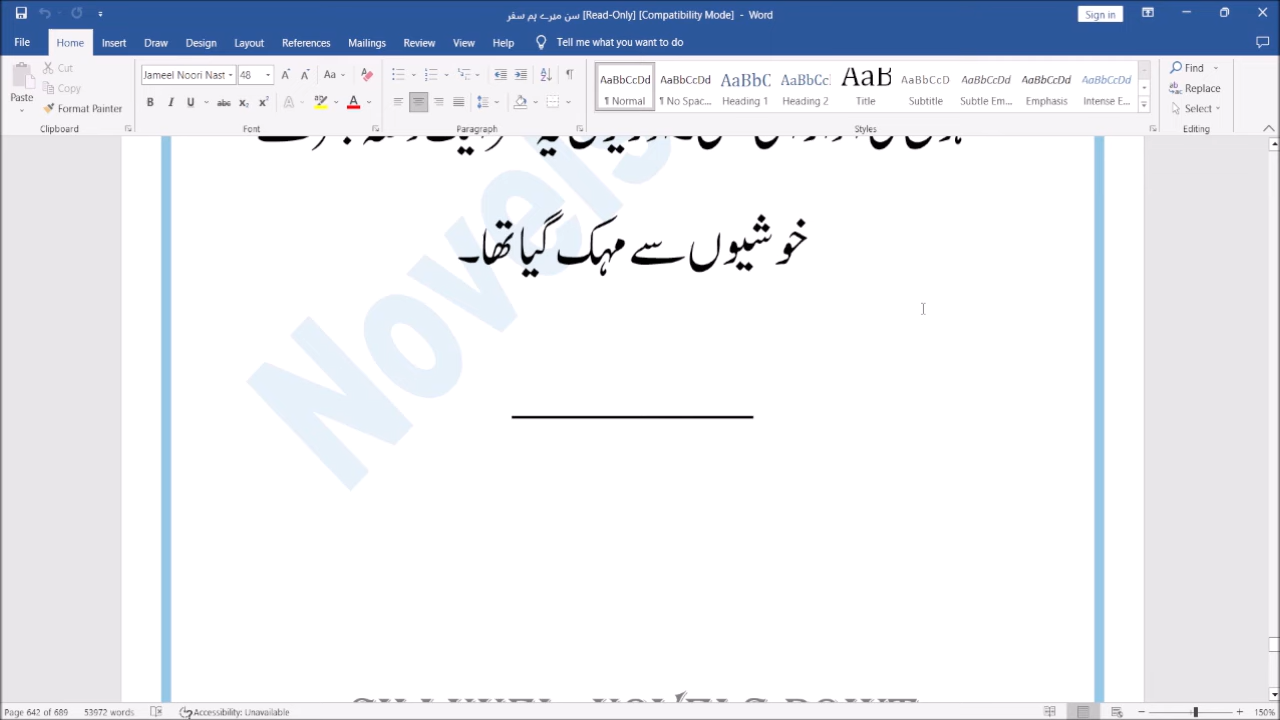 سن میرے ہم سفر [Read-Only] [Compatibility Mode] - Word
Sign in
File Home Insert Draw Design Layout References Mailings Review View Help Tell me what you want to do
Paste
Cut
Copy
Format Painter
Clipboard
Jameel Noori Nast 48
Font
Paragraph
AaBbCcDd AaBbCcDd AaBbC AaBbCc AaB AaBbCcD AaBbCcDd AaBbCcDd AaBbCcDd
¶ Normal ¶ No Spac... Heading 1 Heading 2 Title Subtitle Subtle Em... Emphasis Intense E...
Styles
Find
Replace
Select
Editing
خوشیوں سے مہک گیا تھا۔
Novels
Page 642 of 689 53972 words Accessibility: Unavailable 150%